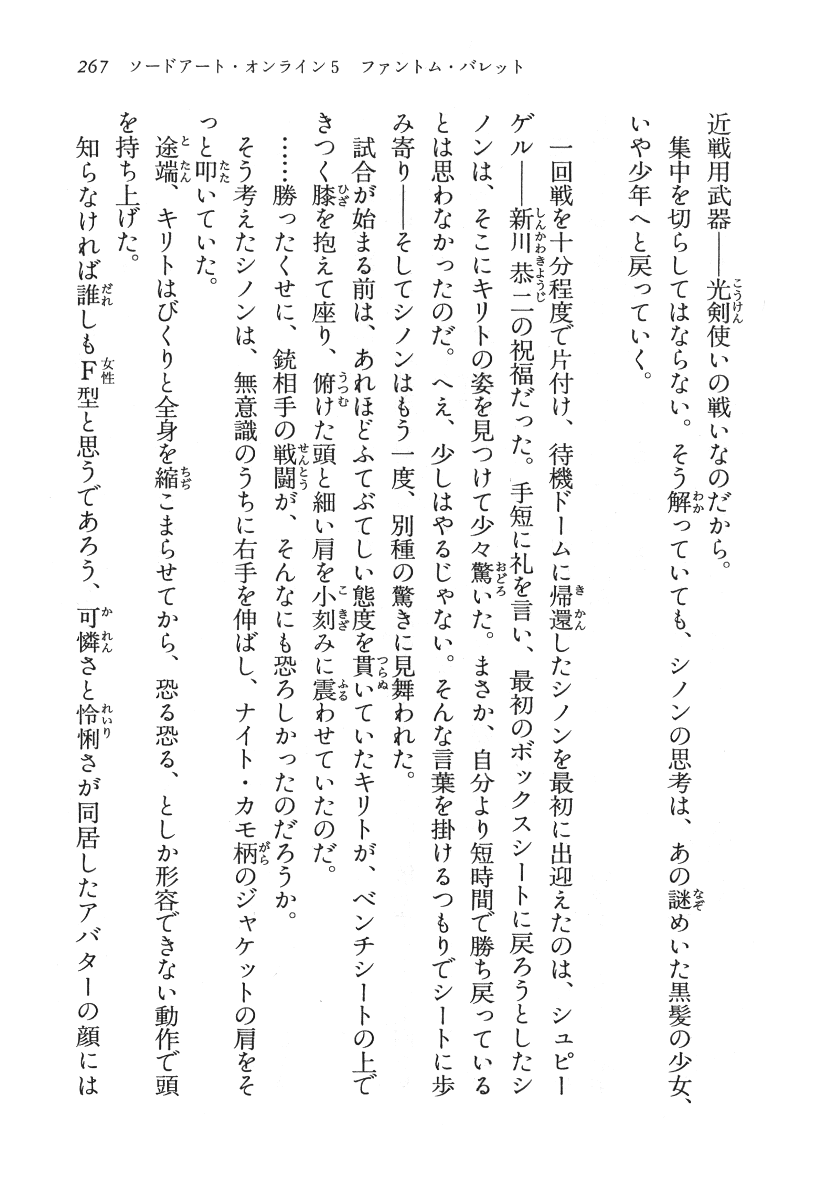 267 ソードアート・オンライン5 ファントム・バレット
近戦用武器――光剣使いの戦いなのだから。
集中を切らしてはならない。そう解っていても、シノンの思考は、あの謎めいた黒髪の少女、
いや少年へと戻っていく。
一回戦を十分程度で片付け、待機ドームに帰還したシノンを最初に出迎えたのは、シュピー
ゲル――新川恭二の祝福だった。手短に礼を言い、最初のボックスシートに戻ろうとしたシ
ノンは、そこにキリトの姿を見つけて少々驚いた。まさか、自分より短時間で勝ち戻っている
とは思わなかったのだ。へえ、少しはやるじゃない。そんな言葉を掛けるつもりでシートに歩
み寄り――そしてシノンはもう一度、別種の驚きに見舞われた。
試合が始まる前は、あれほどふてぶてしい態度を貫いていたキリトが、ベンチシートの上で
きつく膝を抱えて座り、俯けた頭と細い肩を小刻みに震わせていたのだ。
……勝ったくせに、銃相手の戦闘が、そんなにも恐ろしかったのだろうか。
そう考えたシノンは、無意識のうちに右手を伸ばし、ナイト・カモ柄のジャケットの肩をそ
っと叩いていた。
途端、キリトはびくりと全身を縮こまらせてから、恐る恐る、としか形容できない動作で頭
を持ち上げた。
知らなければ誰しもF型と思うであろう、可憐さと怜悧さが同居したアバターの顔には